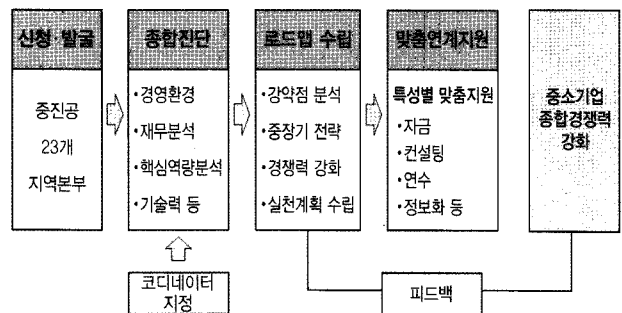 신청 발굴
중진공
23개
지역본부
종합진단
·경영환경
·재무분석
·핵심역량분석
·기술력 등
코디네이터
지정
로드맵 수립
·강약점 분석
·중장기 전략
·경쟁력 강화
·실천계획 수립
맞춤연계지원
특성별 맞춤지원
·자금
·컨설팅
·연수
·정보화 등
중소기업
종합경쟁력
강화
피드백